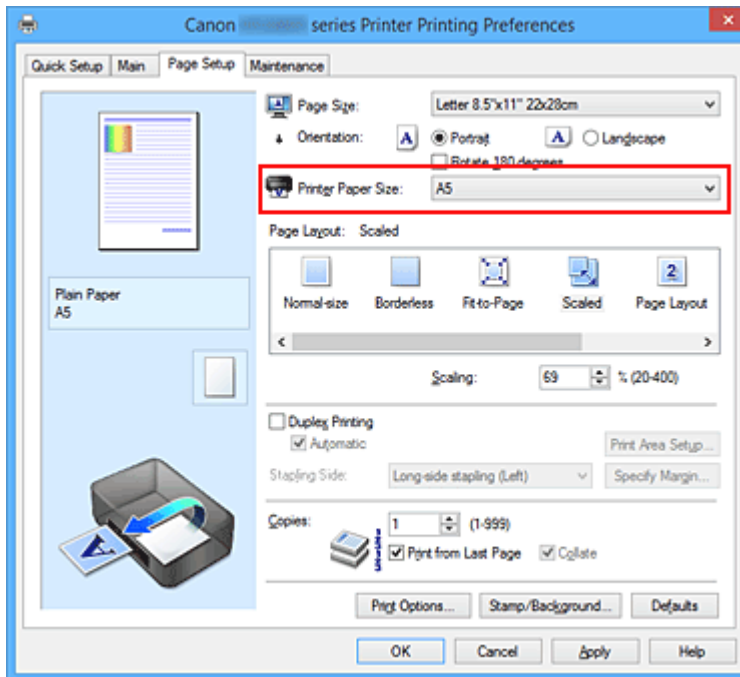 Canon series Printer Printing Preferences
Quick Setup Main Page Setup Maintenance
Page Size: Letter 8.5"x11" 22x28cm
Orientation: A Portrait A Landscape
Rotate 180 degrees
Printer Paper Size: A5
Page Layout: Scaled
Normal-size Borderless Fit-to-Page Scaled 2 Page Layout
Plain Paper
A5
Scaling: 69 % (20-400)
Duplex Printing
Automatic Print Area Setup...
Stapling Side: Long-side stapling (Left) Specify Margin...
Copies: 1 (1-999)
Print from Last Page Collate
A
Print Options... Stamp/Background... Defaults
OK Cancel Apply Help